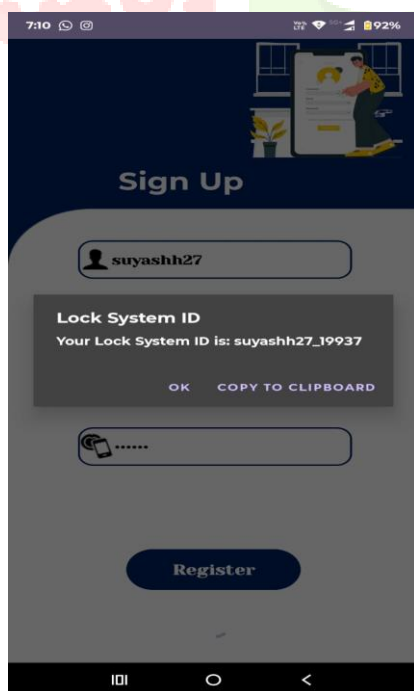 7:10 92%
Sign Up
suyashh27
Lock System ID
Your Lock System ID is: suyashh27_19937
OK COPY TO CLIPBOARD
••••••
Register